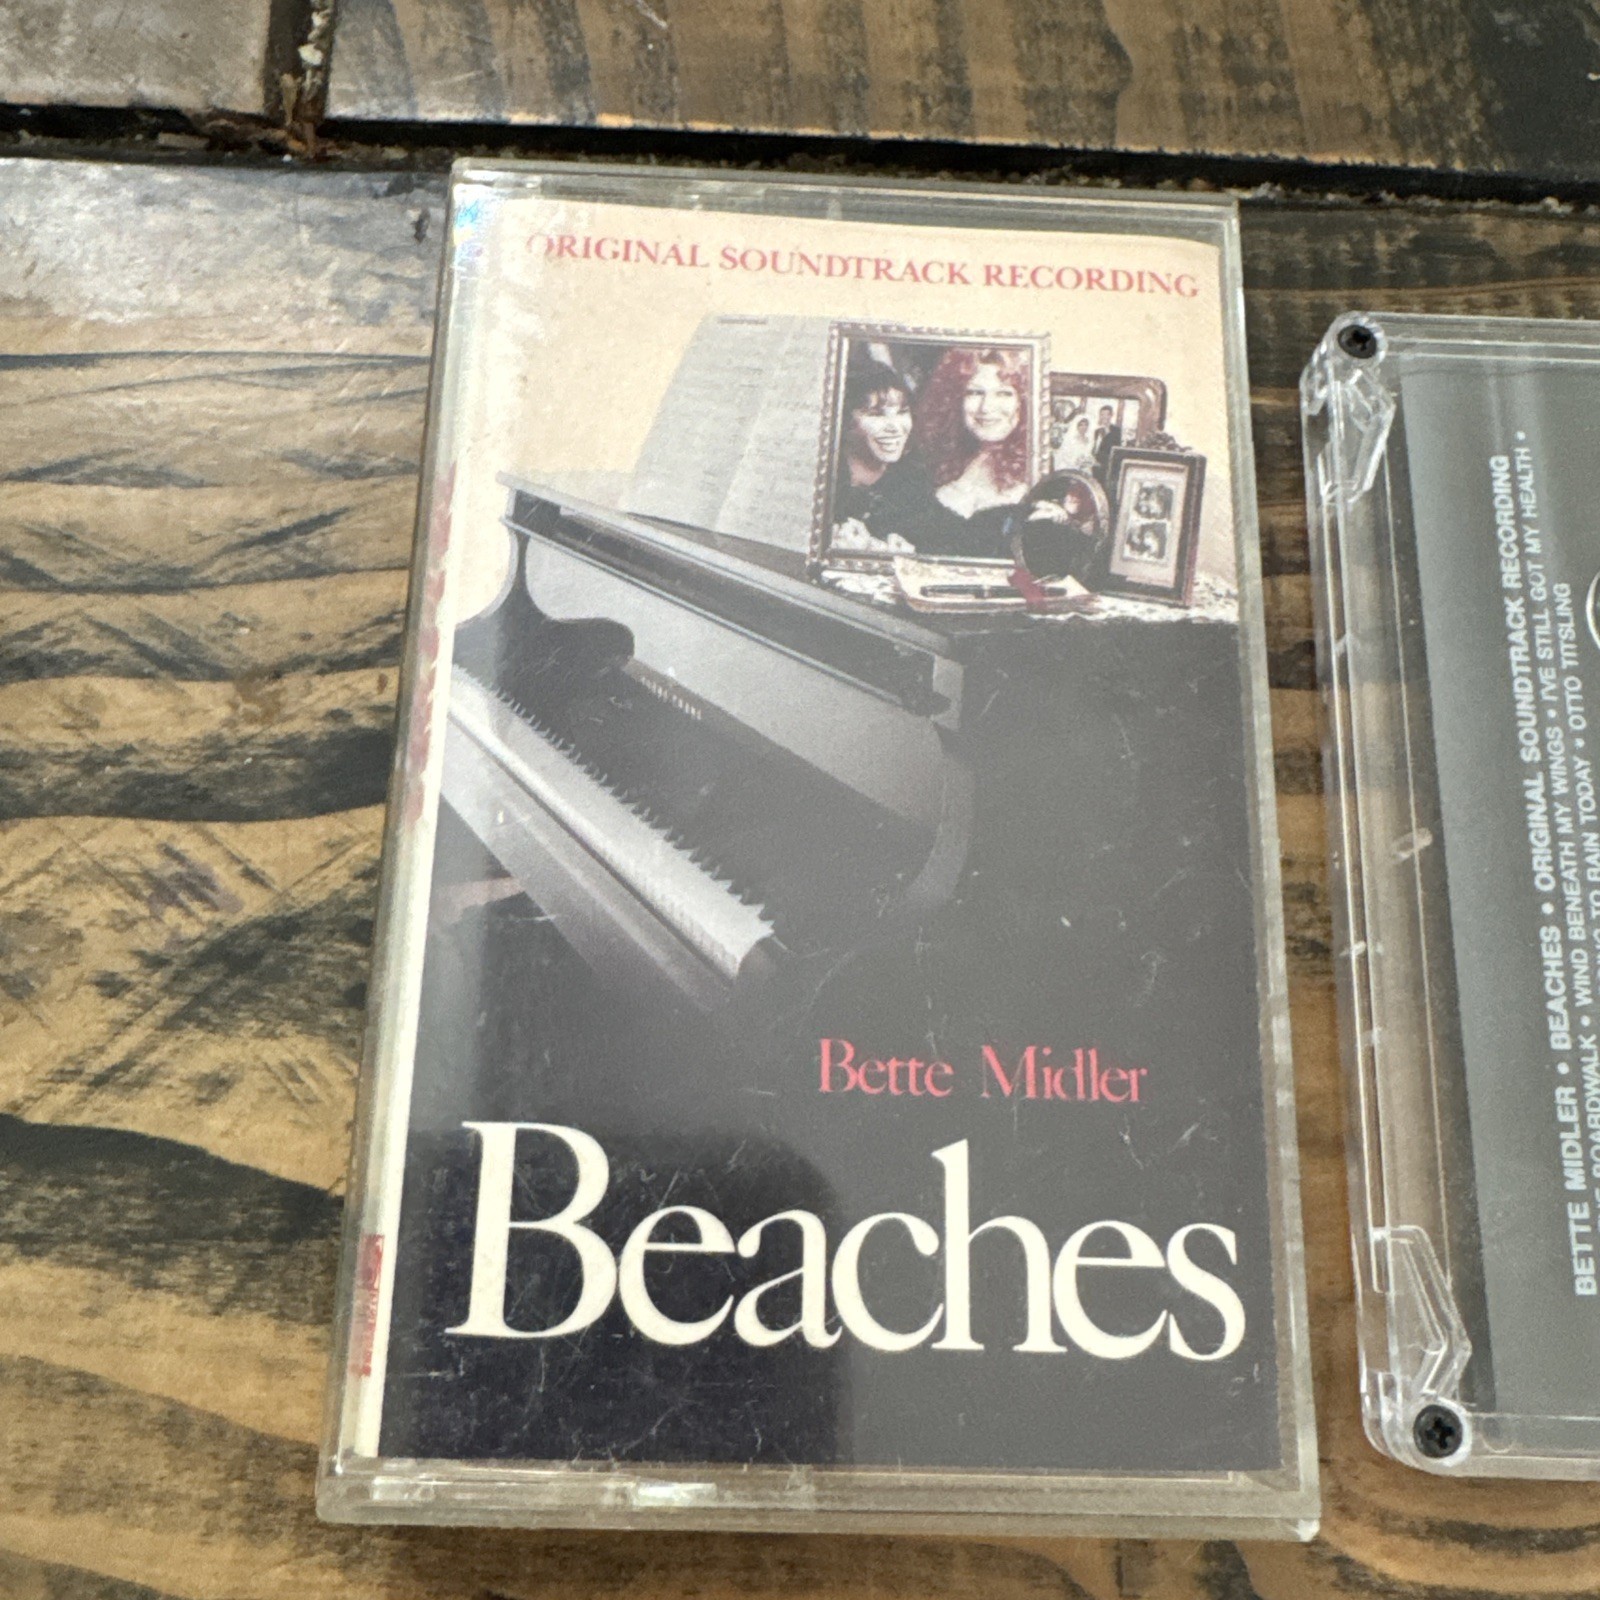 ORIGINAL SOUNDTRACK RECORDING
Bette Midler
Beaches
BETTE MIDLER • BEACHES • ORIGINAL SOUNDTRACK RECORDING •
BOARDWALK • WIND BENEATH MY WINGS • I'VE STILL GOT MY HEALTH •
TO RAIN TODAY • OTTO TITSLING